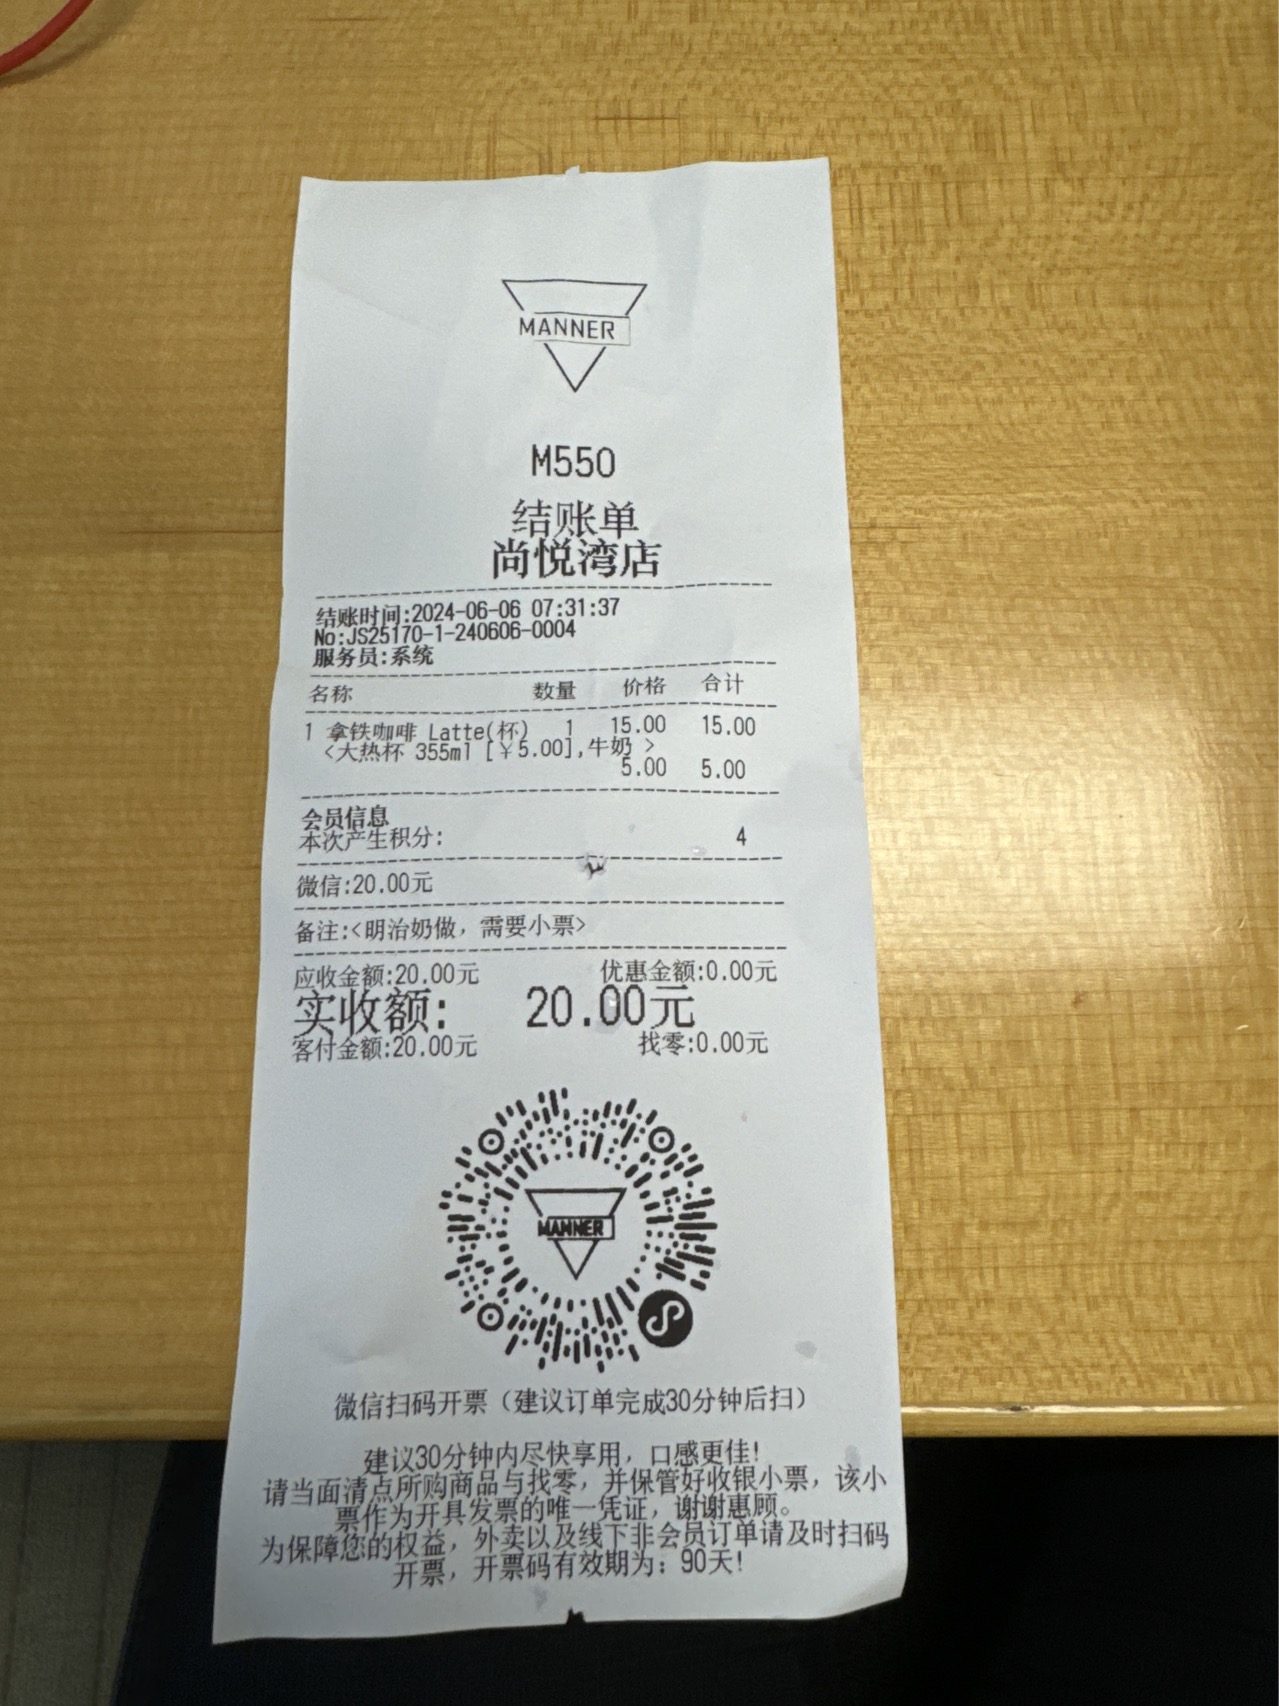 MANNER
M550
结账单
尚悦湾店
结账时间:2024-06-06 07:31:37
No:JS25170-1-240606-0004
服务员:系统
名称 数量 价格 合计
1 拿铁咖啡 Latte(杯) 1 15.00 15.00
<大热杯 355ml [￥5.00],牛奶 >
5.00 5.00
会员信息
本次产生积分: 4
微信:20.00元
备注:<明治奶做，需要小票>
应收金额:20.00元 优惠金额:0.00元
实收额: 20.00元
客付金额:20.00元 找零:0.00元
MANNER
微信扫码开票（建议订单完成30分钟后扫）
建议30分钟内尽快享用，口感更佳!
请当面清点所购商品与找零，并保管好收银小票，该小
票作为开具发票的唯一凭证，谢谢惠顾。
为保障您的权益，外卖以及线下非会员订单请及时扫码
开票，开票码有效期为：90天!